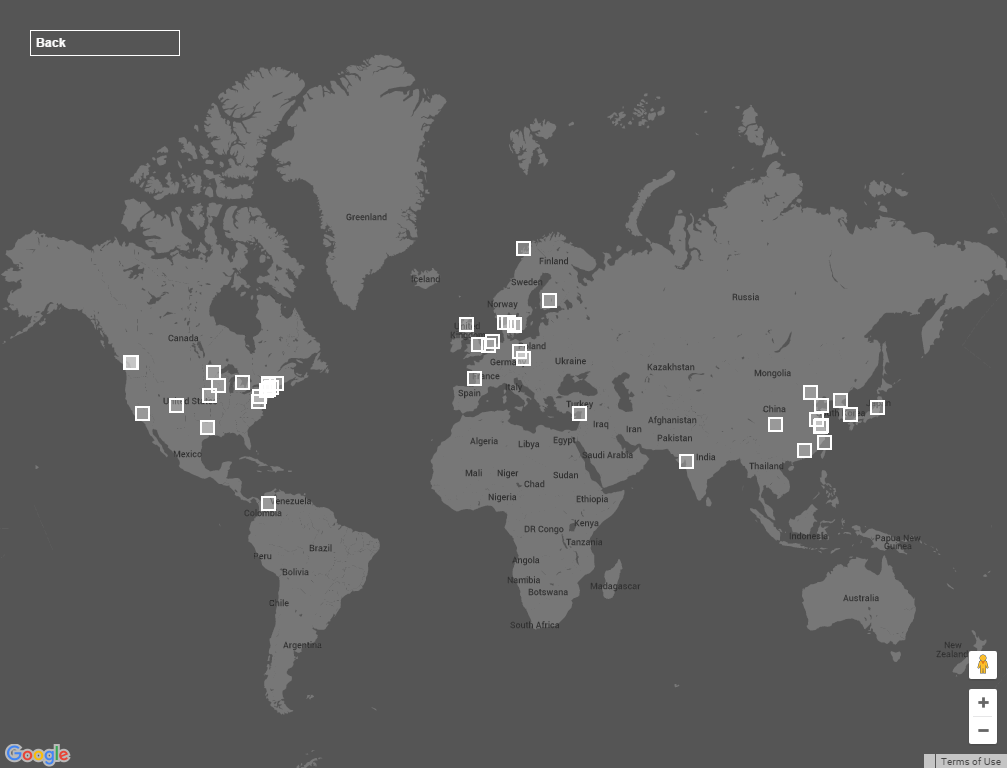 Back
Greenland
Iceland
Finland
Sweden
Norway
Russia
Canada
Ukraine
Kazakhstan
Mongolia
Spain
Italy
Turkey
China
Afghanistan
Iraq
Iran
Pakistan
Algeria
Libya
Egypt
Saudi Arabia
India
Thailand
Mexico
Mali
Niger
Chad
Sudan
Nigeria
Ethiopia
Venezuela
Colombia
DR Congo
Kenya
Tanzania
Indonesia
Papua New
Guinea
Peru
Brazil
Bolivia
Angola
Namibia
Botswana
Madagascar
Chile
Australia
South Africa
Argentina
New
Zealand
Google
+
−
Terms of Use